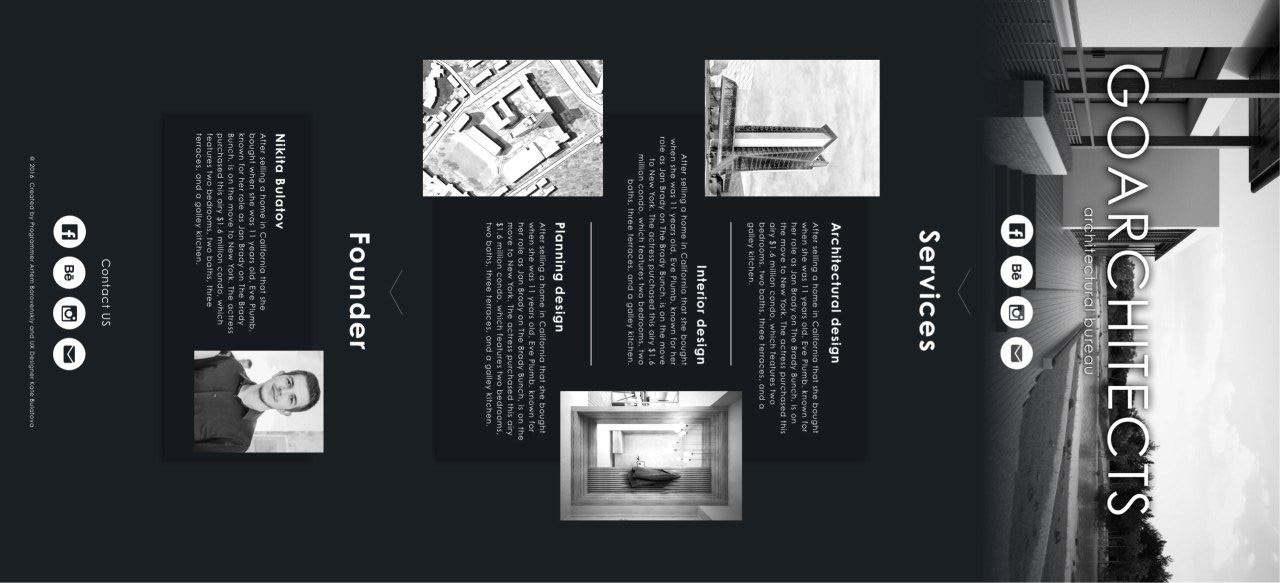 GOARCHITECTS
architectural bureau
Services
Architectural design
After selling a home in California that she bought
when she was 11 years old, Eve Plumb, known for
her role as Jan Brady on The Brady Bunch, is on
the move to New York. The actress purchased this
airy $1.6 million condo, which features two
bedrooms, two baths, three terraces, and a
galley kitchen.
Interior design
After selling a home in California that she bought
when she was 11 years old, Eve Plumb, known for her
role as Jan Brady on The Brady Bunch, is on the move
to New York. The actress purchased this airy $1.6
million condo, which features two bedrooms, two
baths, three terraces, and a galley kitchen.
Planning design
After selling a home in California that she bought
when she was 11 years old, Eve Plumb, known for
her role as Jan Brady on The Brady Bunch, is on the
move to New York. The actress purchased this airy
$1.6 million condo, which features two bedrooms,
two baths, three terraces, and a galley kitchen.
Founder
Nikita Bulatov
After selling a home in California that she
bought when she was 11 years old, Eve Plumb,
known for her role as Jan Brady on The Brady
Bunch, is on the move to New York. The actress
purchased this airy $1.6 million condo, which
features two bedrooms, two baths, three
terraces, and a galley kitchen.
Contact US
© 2016 Created by Programmer Artem Borovenskiy and UX Designer Kate Bulatova